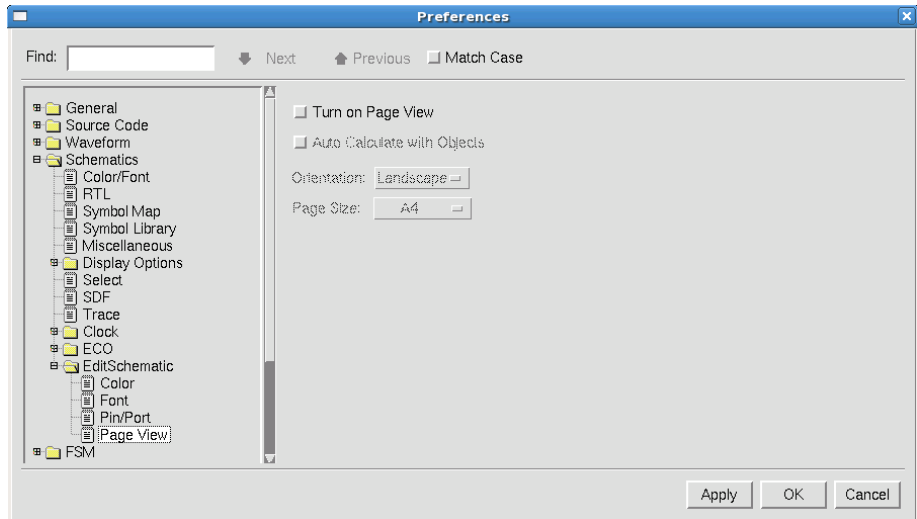 Preferences
Find: Next Previous Match Case
General
Source Code
Waveform
Schematics
Color/Font
RTL
Symbol Map
Symbol Library
Miscellaneous
Display Options
Select
SDF
Trace
Clock
ECO
EditSchematic
Color
Font
Pin/Port
Page View
FSM
Turn on Page View
Auto Calculate with Objects
Orientation: Landscape
Page Size: A4
Apply OK Cancel